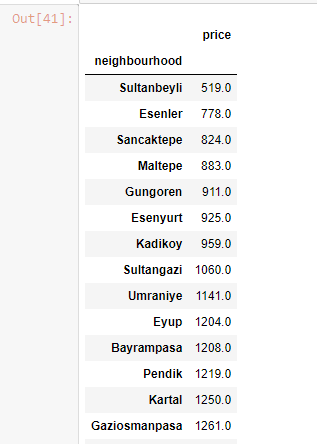 Out[41]:
price
neighbourhood
Sultanbeyli 519.0
Esenler 778.0
Sancaktepe 824.0
Maltepe 883.0
Gungoren 911.0
Esenyurt 925.0
Kadikoy 959.0
Sultangazi 1060.0
Umraniye 1141.0
Eyup 1204.0
Bayrampasa 1208.0
Pendik 1219.0
Kartal 1250.0
Gaziosmanpasa 1261.0